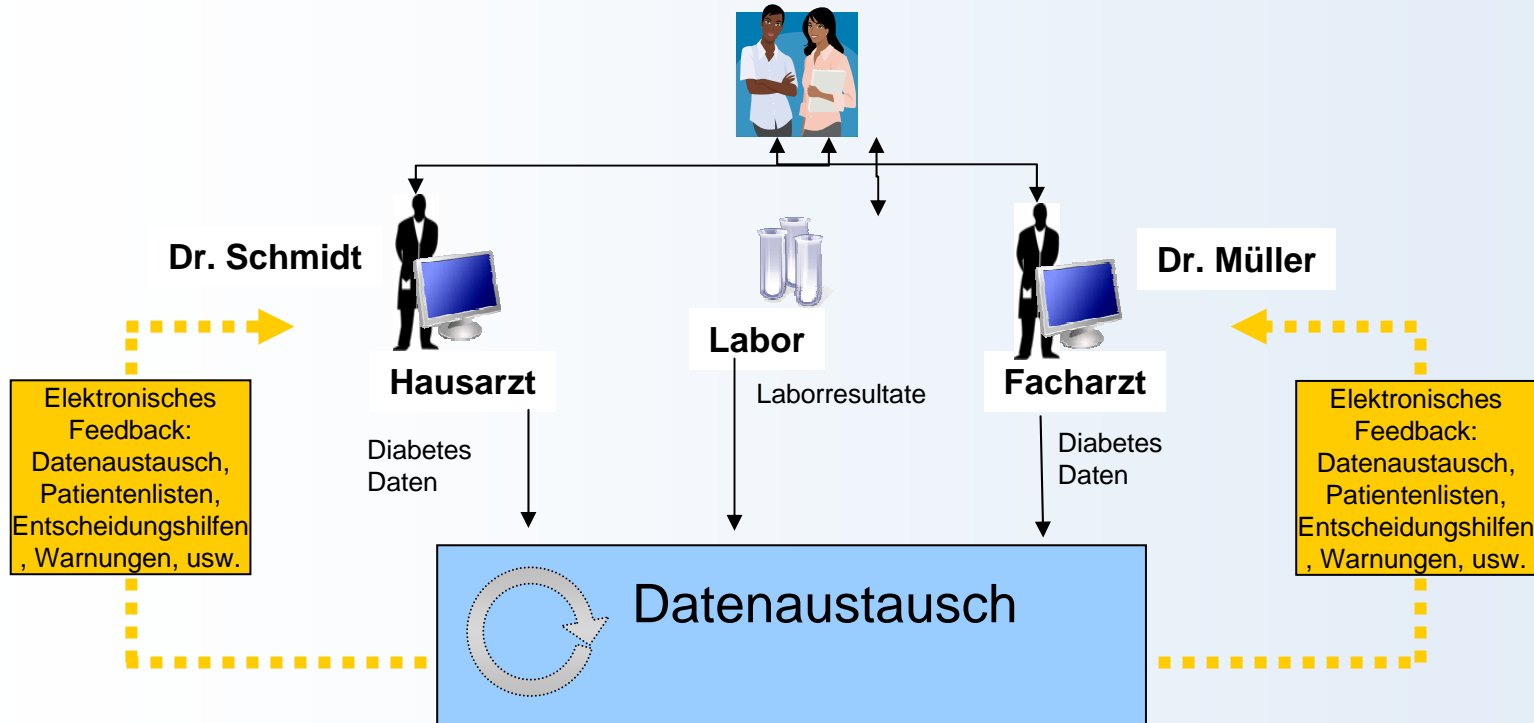 Dr. Schmidt
Hausarzt
Diabetes
Daten
Labor
Laborresultate
Dr. Müller
Facharzt
Diabetes
Daten
Elektronisches
Feedback:
Datenaustausch,
Patientenlisten,
Entscheidungshilfen
, Warnungen, usw.
Elektronisches
Feedback:
Datenaustausch,
Patientenlisten,
Entscheidungshilfen
, Warnungen, usw.
Datenaustausch